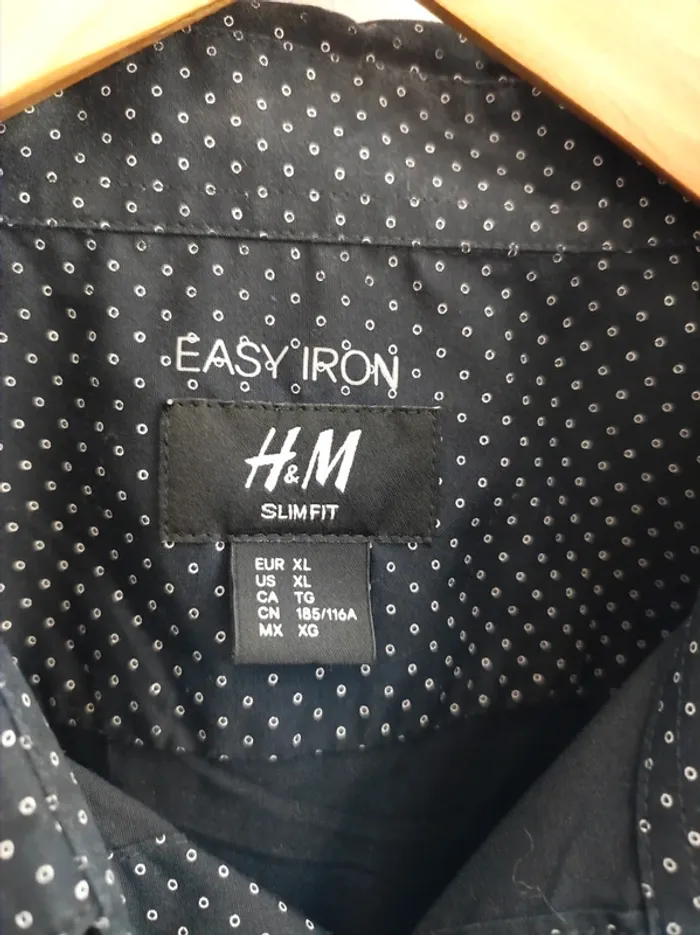 EASY IRON
H&M
SLIM FIT
EUR XL
US XL
CA TG
CN 185/116A
MX XG